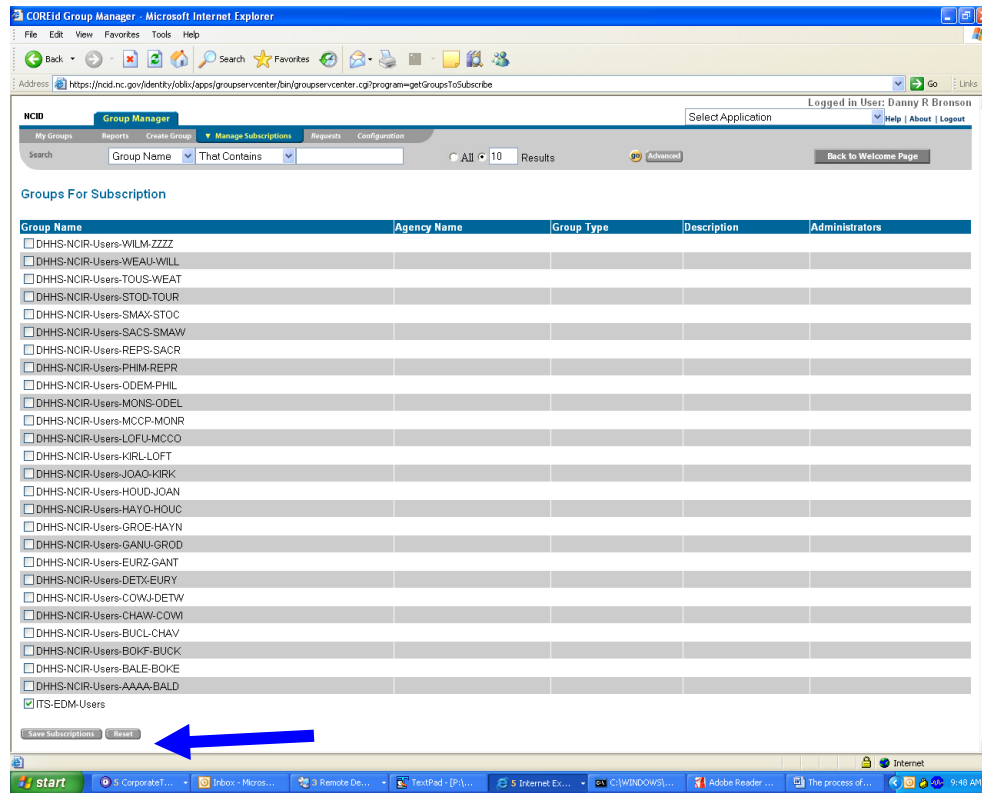 COREid Group Manager - Microsoft Internet Explorer
File Edit View Favorites Tools Help
Back Search Favorites
Address https://ncid.nc.gov/identity/oblix/apps/groupservcenter/bin/groupservcenter.cgi?program=getGroupsToSubscribe Go Links
Logged in User: Danny R Bronson
NCID Group Manager Select Application Help | About | Logout
My Groups Reports Create Group ▼ Manage Subscriptions Requests Configuration
Search Group Name That Contains All 10 Results go Advanced Back to Welcome Page
Groups For Subscription
Group Name Agency Name Group Type Description Administrators
DHHS-NCIR-Users-WILM-ZZZZ
DHHS-NCIR-Users-WEAU-WILL
DHHS-NCIR-Users-TOUS-WEAT
DHHS-NCIR-Users-STOD-TOUR
DHHS-NCIR-Users-SMAX-STOC
DHHS-NCIR-Users-SACS-SMAW
DHHS-NCIR-Users-REPS-SACR
DHHS-NCIR-Users-PHIM-REPR
DHHS-NCIR-Users-ODEM-PHIL
DHHS-NCIR-Users-MONS-ODEL
DHHS-NCIR-Users-MCCP-MONR
DHHS-NCIR-Users-LOFU-MCCO
DHHS-NCIR-Users-KIRL-LOFT
DHHS-NCIR-Users-JOAO-KIRK
DHHS-NCIR-Users-HOUD-JOAN
DHHS-NCIR-Users-HAYO-HOUC
DHHS-NCIR-Users-GROE-HAYN
DHHS-NCIR-Users-GANU-GROD
DHHS-NCIR-Users-EURZ-GANT
DHHS-NCIR-Users-DETX-EURY
DHHS-NCIR-Users-COWJ-DETW
DHHS-NCIR-Users-CHAW-COWI
DHHS-NCIR-Users-BUCL-CHAV
DHHS-NCIR-Users-BOKF-BUCK
DHHS-NCIR-Users-BALE-BOKE
DHHS-NCIR-Users-AAAA-BALD
ITS-EDM-Users
Save Subscriptions Reset
Internet
start 5 CorporateT... Inbox - Micros... 3 Remote De... TextPad - [P:\... 5 Internet Ex... C:\WINDOWS\... Adobe Reader ... The process of... 9:48 AM